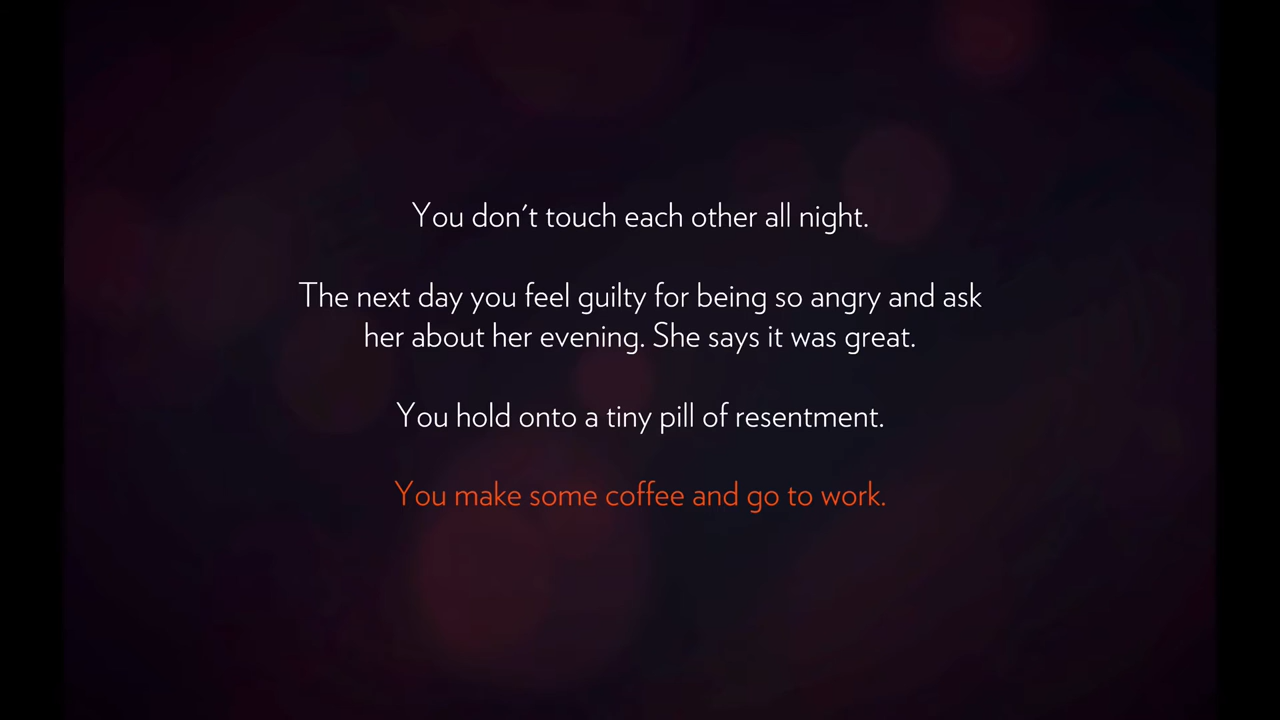 You don't touch each other all night.
The next day you feel guilty for being so angry and ask
her about her evening. She says it was great.
You hold onto a tiny pill of resentment.
You make some coffee and go to work.